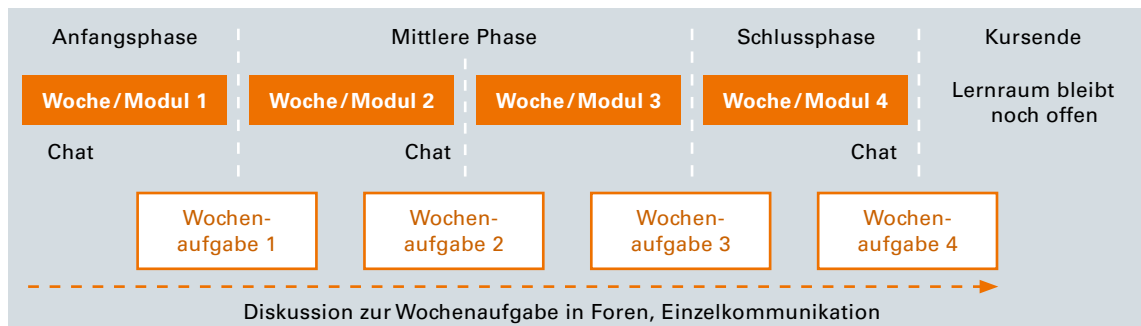 Anfangsphase Mittlere Phase Schlussphase Kursende
Woche/Modul 1 Woche/Modul 2 Woche/Modul 3 Woche/Modul 4 Lernraum bleibt
noch offen
Chat Chat Chat
Wochen- Wochen- Wochen- Wochen-
aufgabe 1 aufgabe 2 aufgabe 3 aufgabe 4
Diskussion zur Wochenaufgabe in Foren, Einzelkommunikation